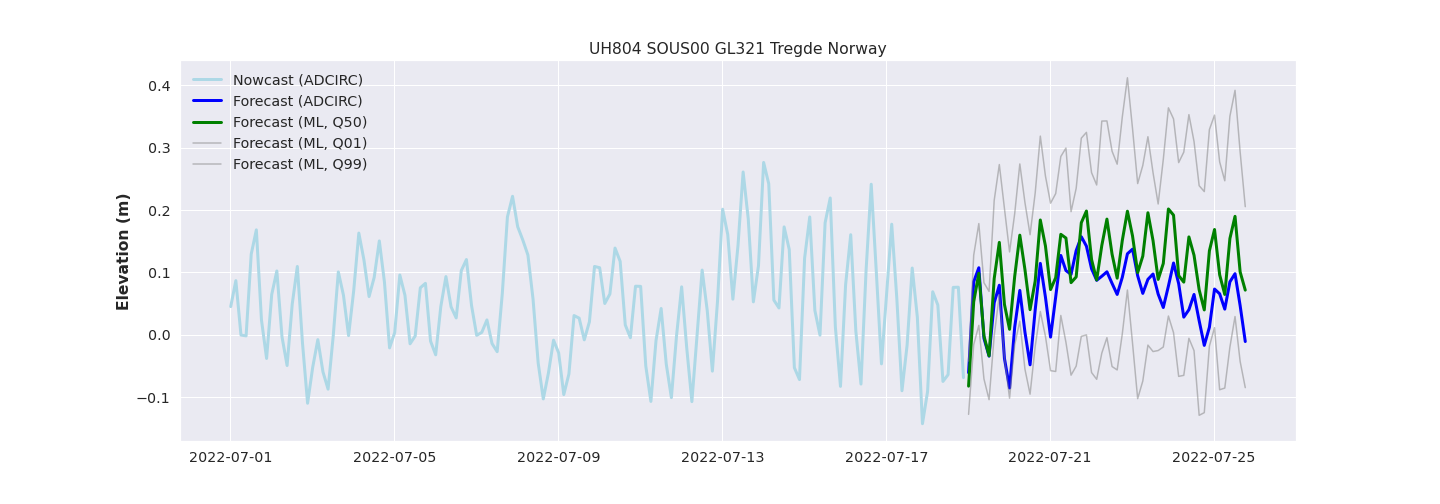 UH804 SOUS00 GL321 Tregde Norway
Nowcast (ADCIRC)
Forecast (ADCIRC)
Forecast (ML, Q50)
Forecast (ML, Q01)
Forecast (ML, Q99)
Elevation (m)
0.4
0.3
0.2
0.1
0.0
−0.1
2022-07-01 2022-07-05 2022-07-09 2022-07-13 2022-07-17 2022-07-21 2022-07-25